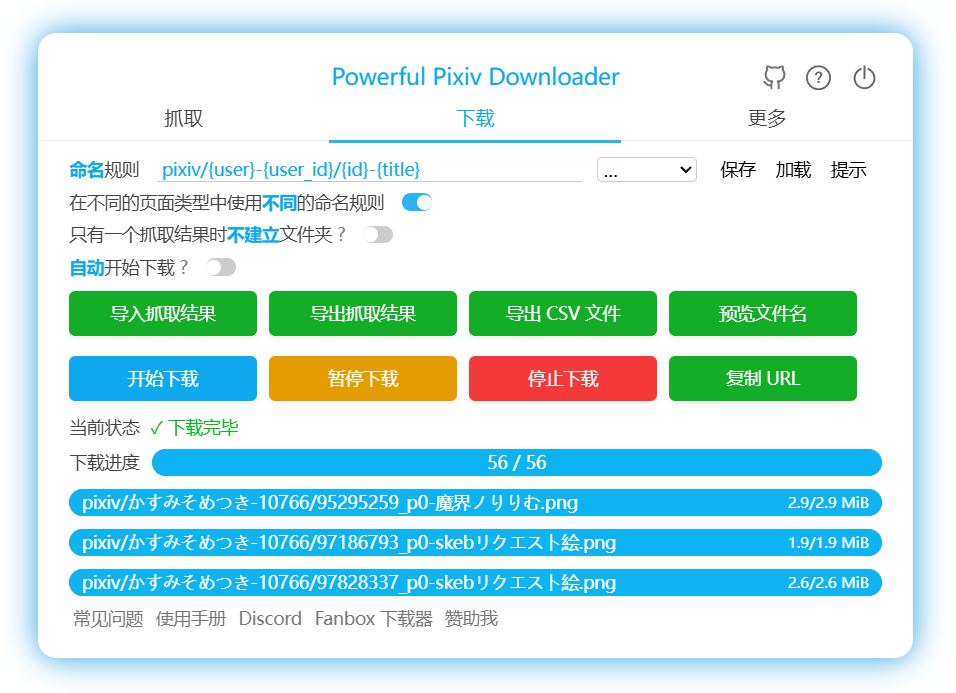 Powerful Pixiv Downloader
抓取 下载 更多
命名规则 pixiv/{user}-{user_id}/{id}-{title} ... 保存 加载 提示
在不同的页面类型中使用不同的命名规则
只有一个抓取结果时不建立文件夹?
自动开始下载?
导入抓取结果 导出抓取结果 导出 CSV 文件 预览文件名
开始下载 暂停下载 停止下载 复制 URL
当前状态 ✓ 下载完毕
下载进度 56 / 56
pixiv/かすみそめつき-10766/95295259_p0-魔界ノりりむ.png 2.9/2.9 MiB
pixiv/かすみそめつき-10766/97186793_p0-skebリクエスト絵.png 1.9/1.9 MiB
pixiv/かすみそめつき-10766/97828337_p0-skebリクエスト絵.png 2.6/2.6 MiB
常见问题 使用手册 Discord Fanbox 下载器 赞助我